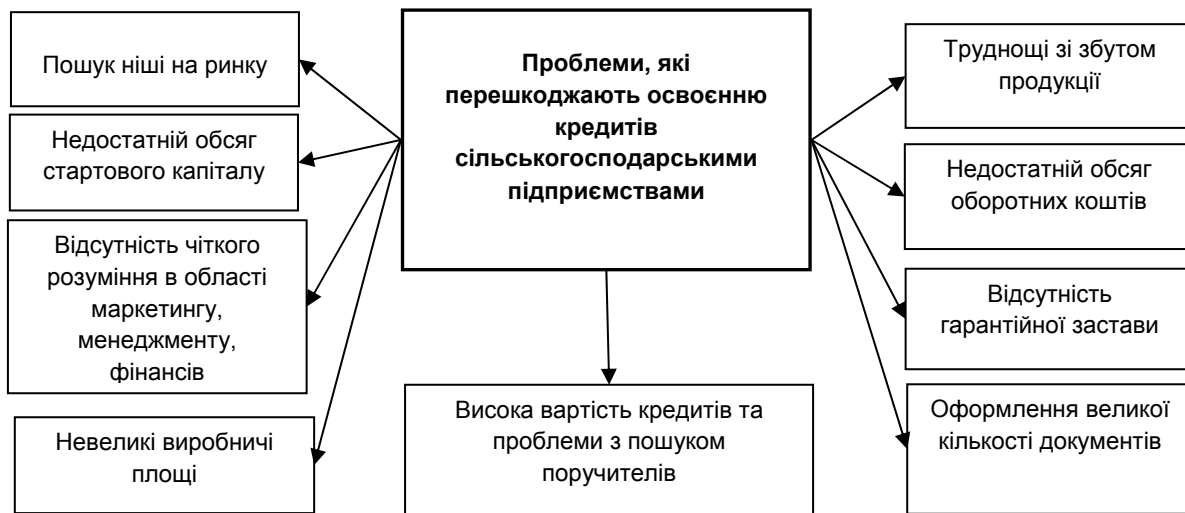 Проблеми, які
перешкоджають освоєнню
кредитів
сільськогосподарськими
підприємствами
Пошук ніші на ринку
Недостатній обсяг
стартового капіталу
Відсутність чіткого
розуміння в області
маркетингу,
менеджменту,
фінансів
Невеликі виробничі
площі
Висока вартість кредитів та
проблеми з пошуком
поручителів
Труднощі зі збутом
продукції
Недостатній обсяг
оборотних коштів
Відсутність
гарантійної застави
Оформлення великої
кількості документів